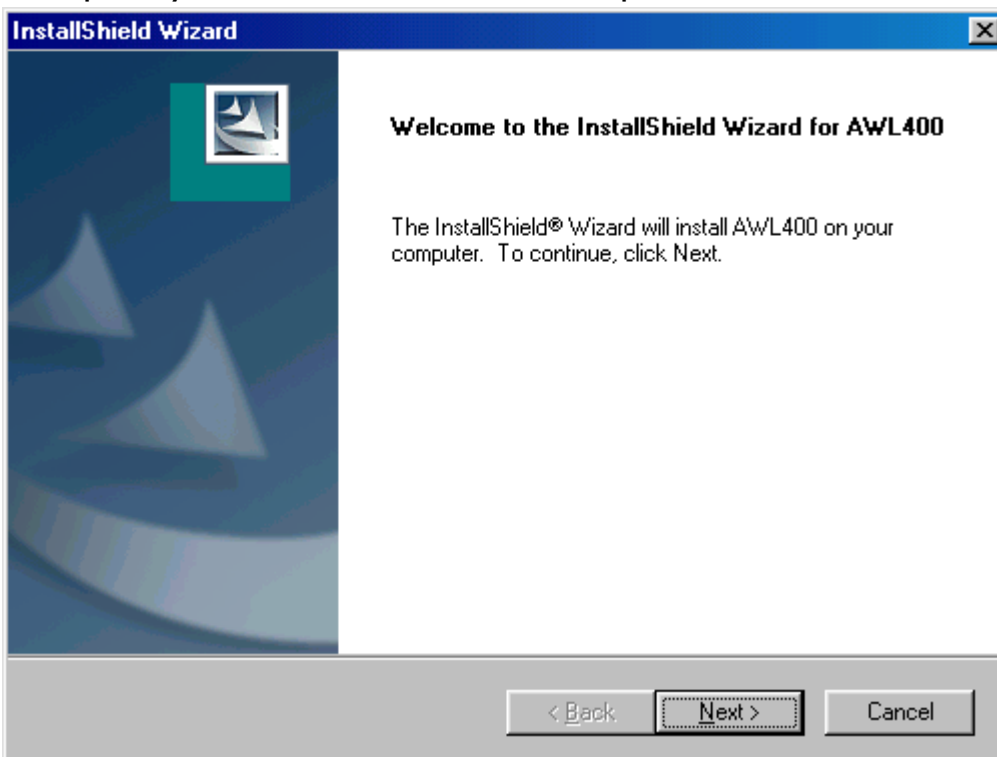 InstallShield Wizard
Welcome to the InstallShield Wizard for AWL400
The InstallShield® Wizard will install AWL400 on your
computer.  To continue, click Next.
< Back Next > Cancel